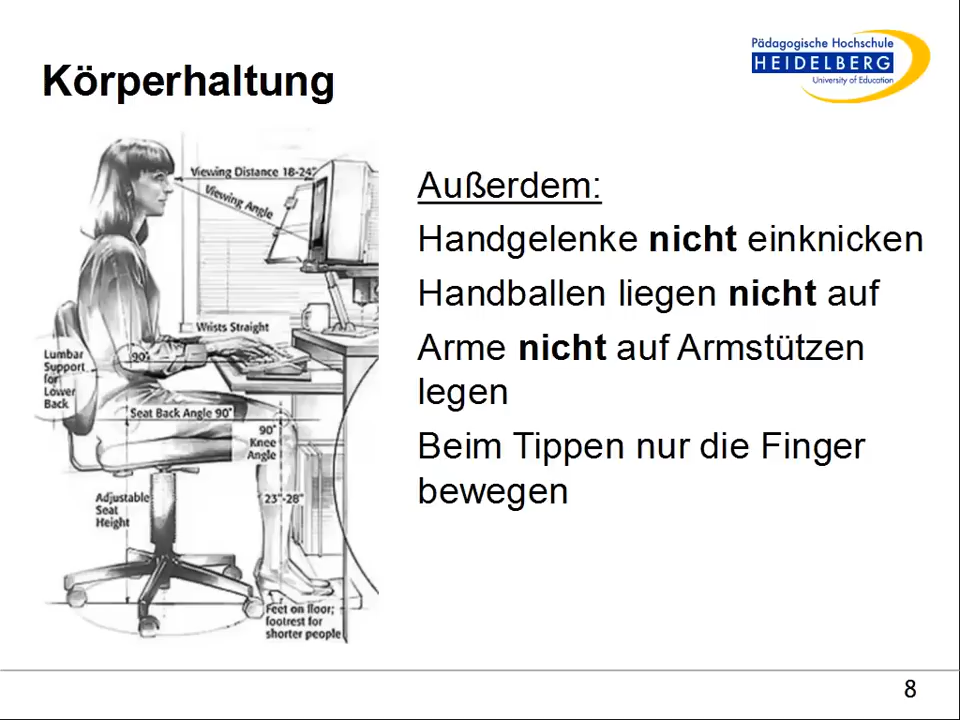 Pädagogische Hochschule
HEIDELBERG
University of Education
Körperhaltung
Viewing Distance 18-24"
Viewing Angle
Wrists Straight
90°
Lumbar
Support
for
Lower
Back
Seat Back Angle 90°
90°
Knee
Angle
23"-28"
Adjustable
Seat
Height
Feet on floor;
footrest for
shorter people
Außerdem:
Handgelenke nicht einknicken
Handballen liegen nicht auf
Arme nicht auf Armstützen
legen
Beim Tippen nur die Finger
bewegen
8